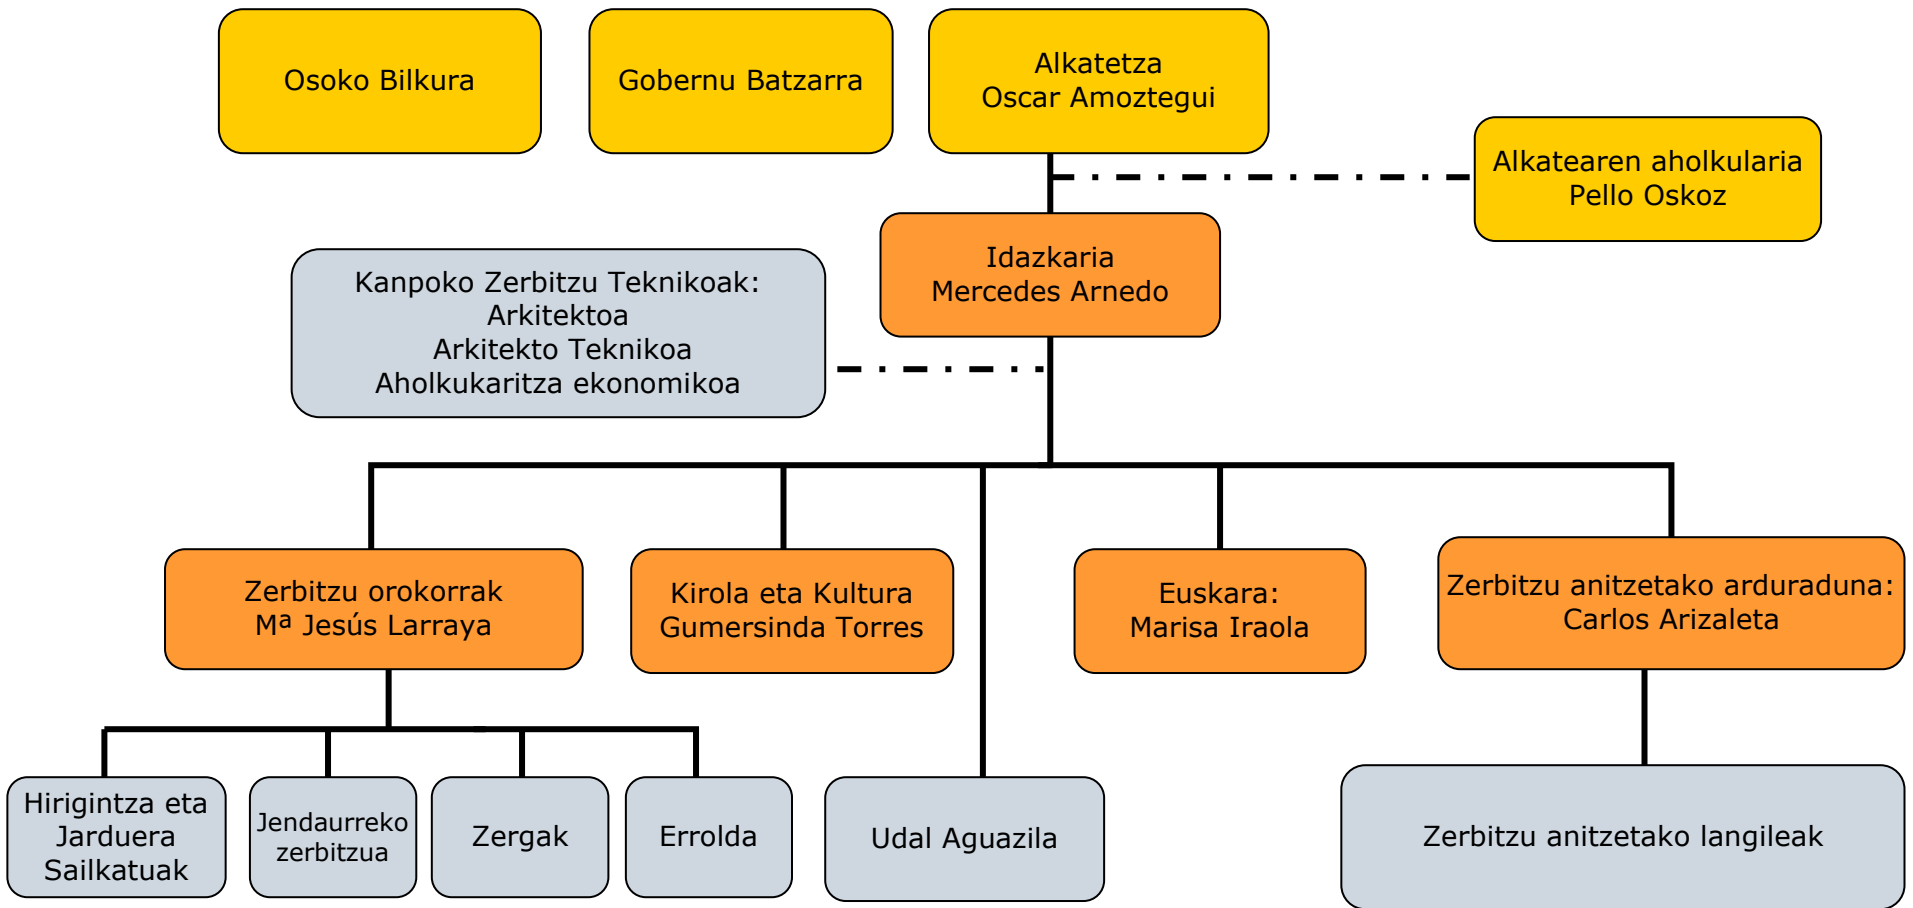 Osoko Bilkura
Gobernu Batzarra
Alkatetza
Oscar Amoztegui
Alkatearen aholkularia
Pello Oskoz
Idazkaria
Mercedes Arnedo
Kanpoko Zerbitzu Teknikoak:
Arkitektoa
Arkitekto Teknikoa
Aholkukaritza ekonomikoa
Zerbitzu orokorrak
Mª Jesús Larraya
Kirola eta Kultura
Gumersinda Torres
Euskara:
Marisa Iraola
Zerbitzu anitzetako arduraduna:
Carlos Arizaleta
Hirigintza eta
Jarduera
Sailkatuak
Jendaurreko
zerbitzua
Zergak
Errolda
Udal Aguazila
Zerbitzu anitzetako langileak